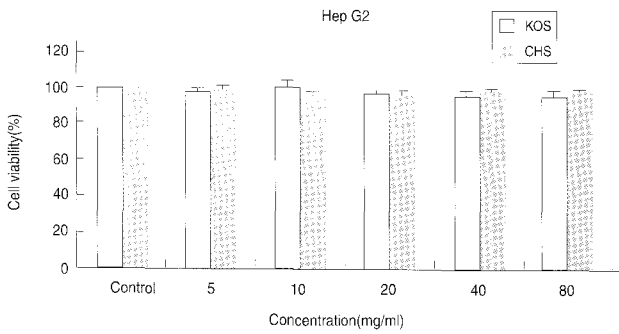 Hep G2
KOS
CHS
120
100
80
60
40
20
0
Cell viability(%)
Control 5 10 20 40 80
Concentration(mg/ml)